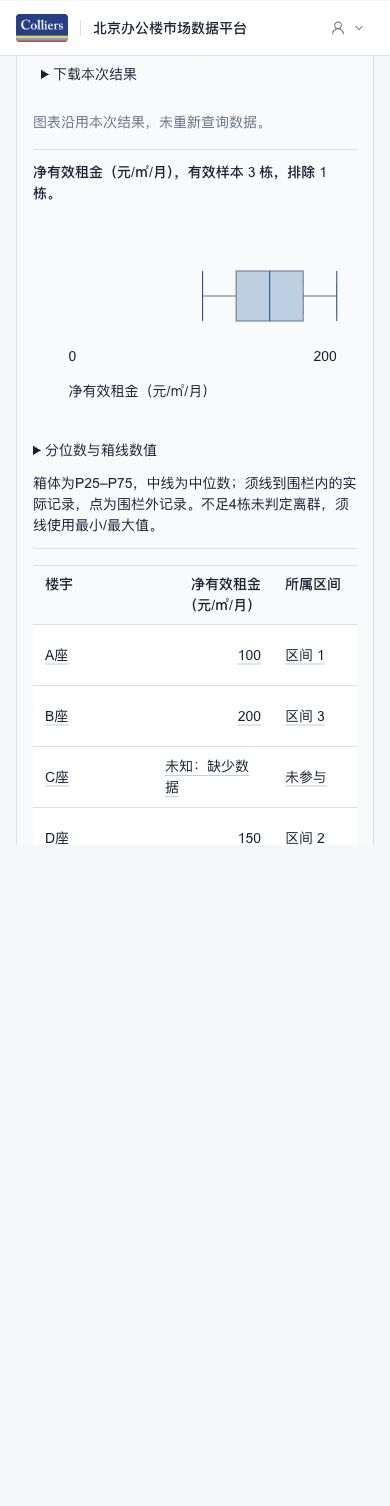 Colliers
北京办公楼市场数据平台
▶ 下载本次结果
图表沿用本次结果，未重新查询数据。
净有效租金（元/㎡/月），有效样本 3 栋，排除 1
栋。
0 200
净有效租金（元/㎡/月）
▶ 分位数与箱线数值
箱体为P25–P75，中线为中位数；须线到围栏内的实
际记录，点为围栏外记录。不足4栋未判定离群，须
线使用最小/最大值。
楼宇 净有效租金 所属区间
（元/㎡/月）
A座 100 区间 1
B座 200 区间 3
C座 未知：缺少数 未参与
据
D座 150 区间 2